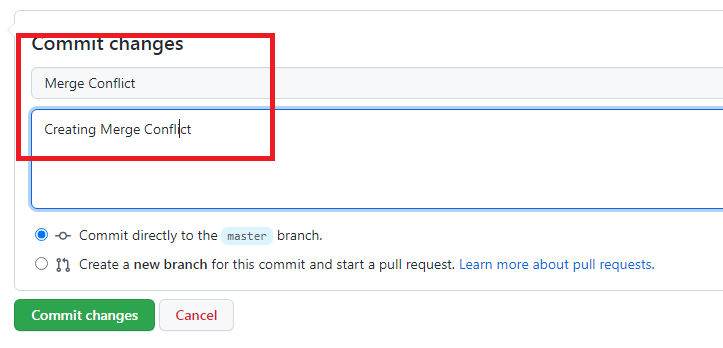 Commit changes
Merge Conflict
Creating Merge Conflict
Commit directly to the master branch.
Create a new branch for this commit and start a pull request. Learn more about pull requests.
Commit changes Cancel